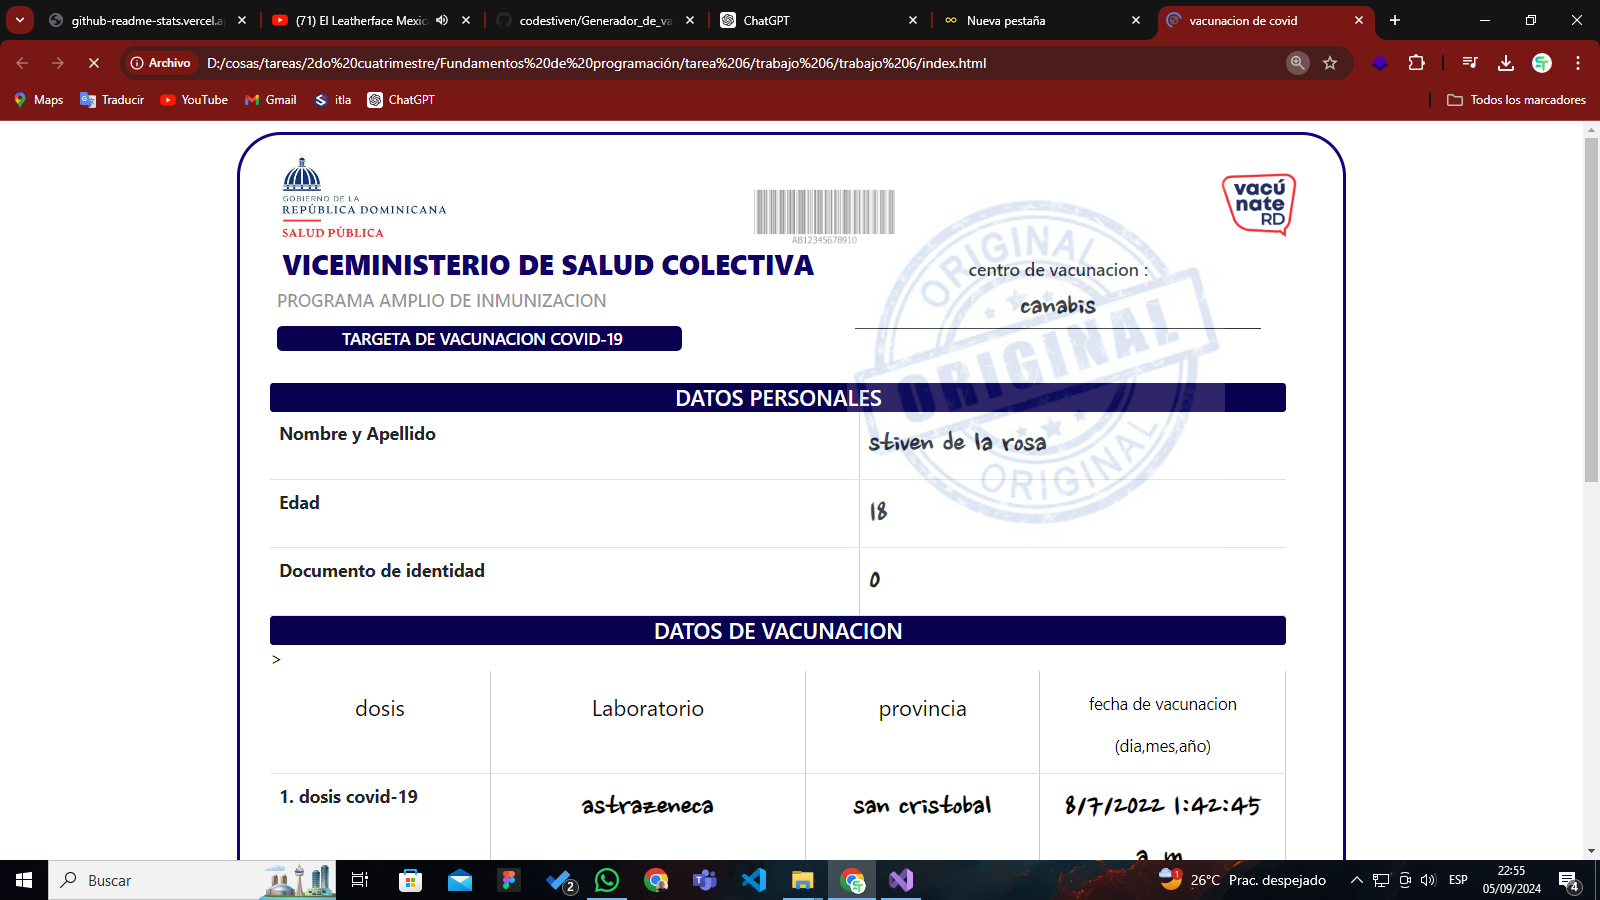 github-readme-stats.vercel.ap
(71) El Leatherface Mexic
codestiven/Generador_de_va
ChatGPT
Nueva pestaña
vacunacion de covid
Archivo
D:/cosas/tareas/2do%20cuatrimestre/Fundamentos%20de%20programación/tarea%206/trabajo%206/trabajo%206/index.html
Maps
Traducir
YouTube
Gmail
itla
ChatGPT
Todos los marcadores
GOBIERNO DE LA
REPÚBLICA DOMINICANA
SALUD PÚBLICA
AB12345678910
vacú
nate
RD
VICEMINISTERIO DE SALUD COLECTIVA
PROGRAMA AMPLIO DE INMUNIZACION
TARGETA DE VACUNACION COVID-19
centro de vacunacion :
canabis
ORIGINAL
ORIGINAL
ORIGINAL
DATOS PERSONALES
Nombre y Apellido
stiven de la rosa
Edad
18
Documento de identidad
0
DATOS DE VACUNACION
>
dosis
Laboratorio
provincia
fecha de vacunacion
(dia,mes,año)
1. dosis covid-19
astrazeneca
san cristobal
8/7/2022 1:42:45
a. m.
Buscar
2
1
26°C Prac. despejado
ESP
22:55
05/09/2024
4